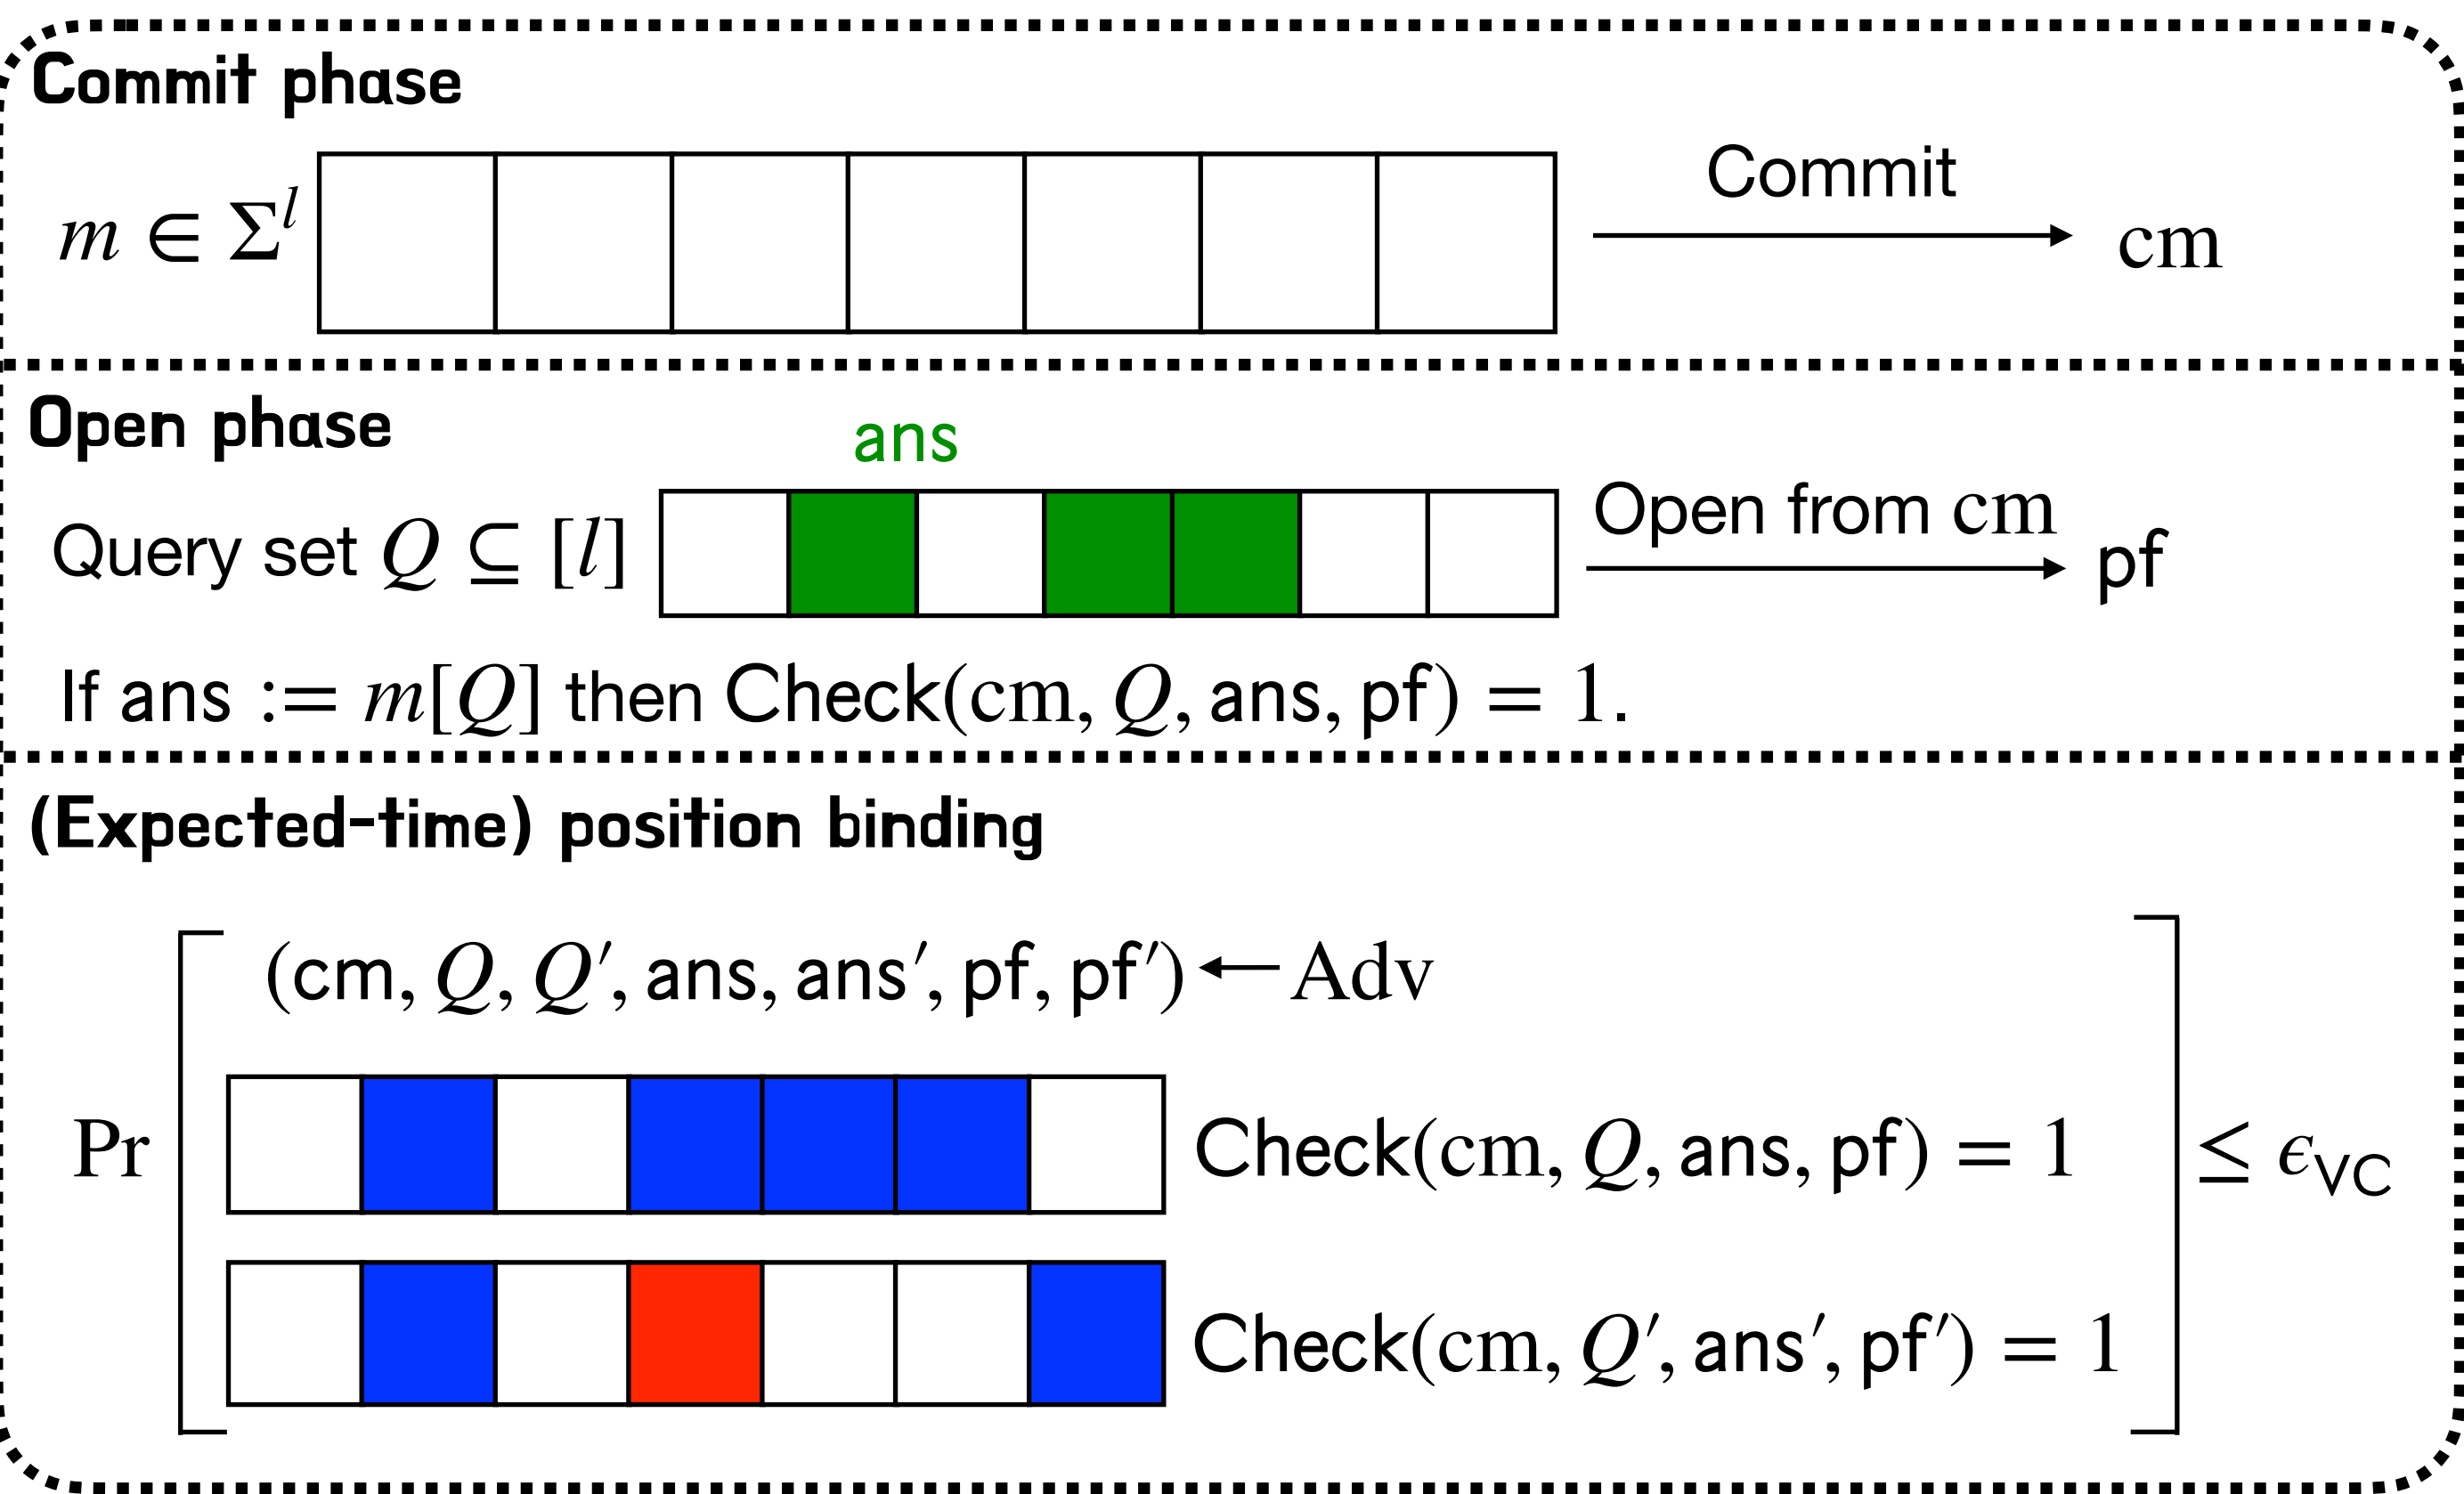 Commit phase
m ∈ Σˡ
Commit
cm
Open phase
ans
Query set Q ⊆ [l]
Open from cm
pf
If ans := m[Q] then Check(cm, Q, ans, pf) = 1.
(Expected-time) position binding
(cm, Q, Q′, ans, ans′, pf, pf′) ← Adv
Pr
Check(cm, Q, ans, pf) = 1
≤ ϵ_VC
Check(cm, Q′, ans′, pf′) = 1